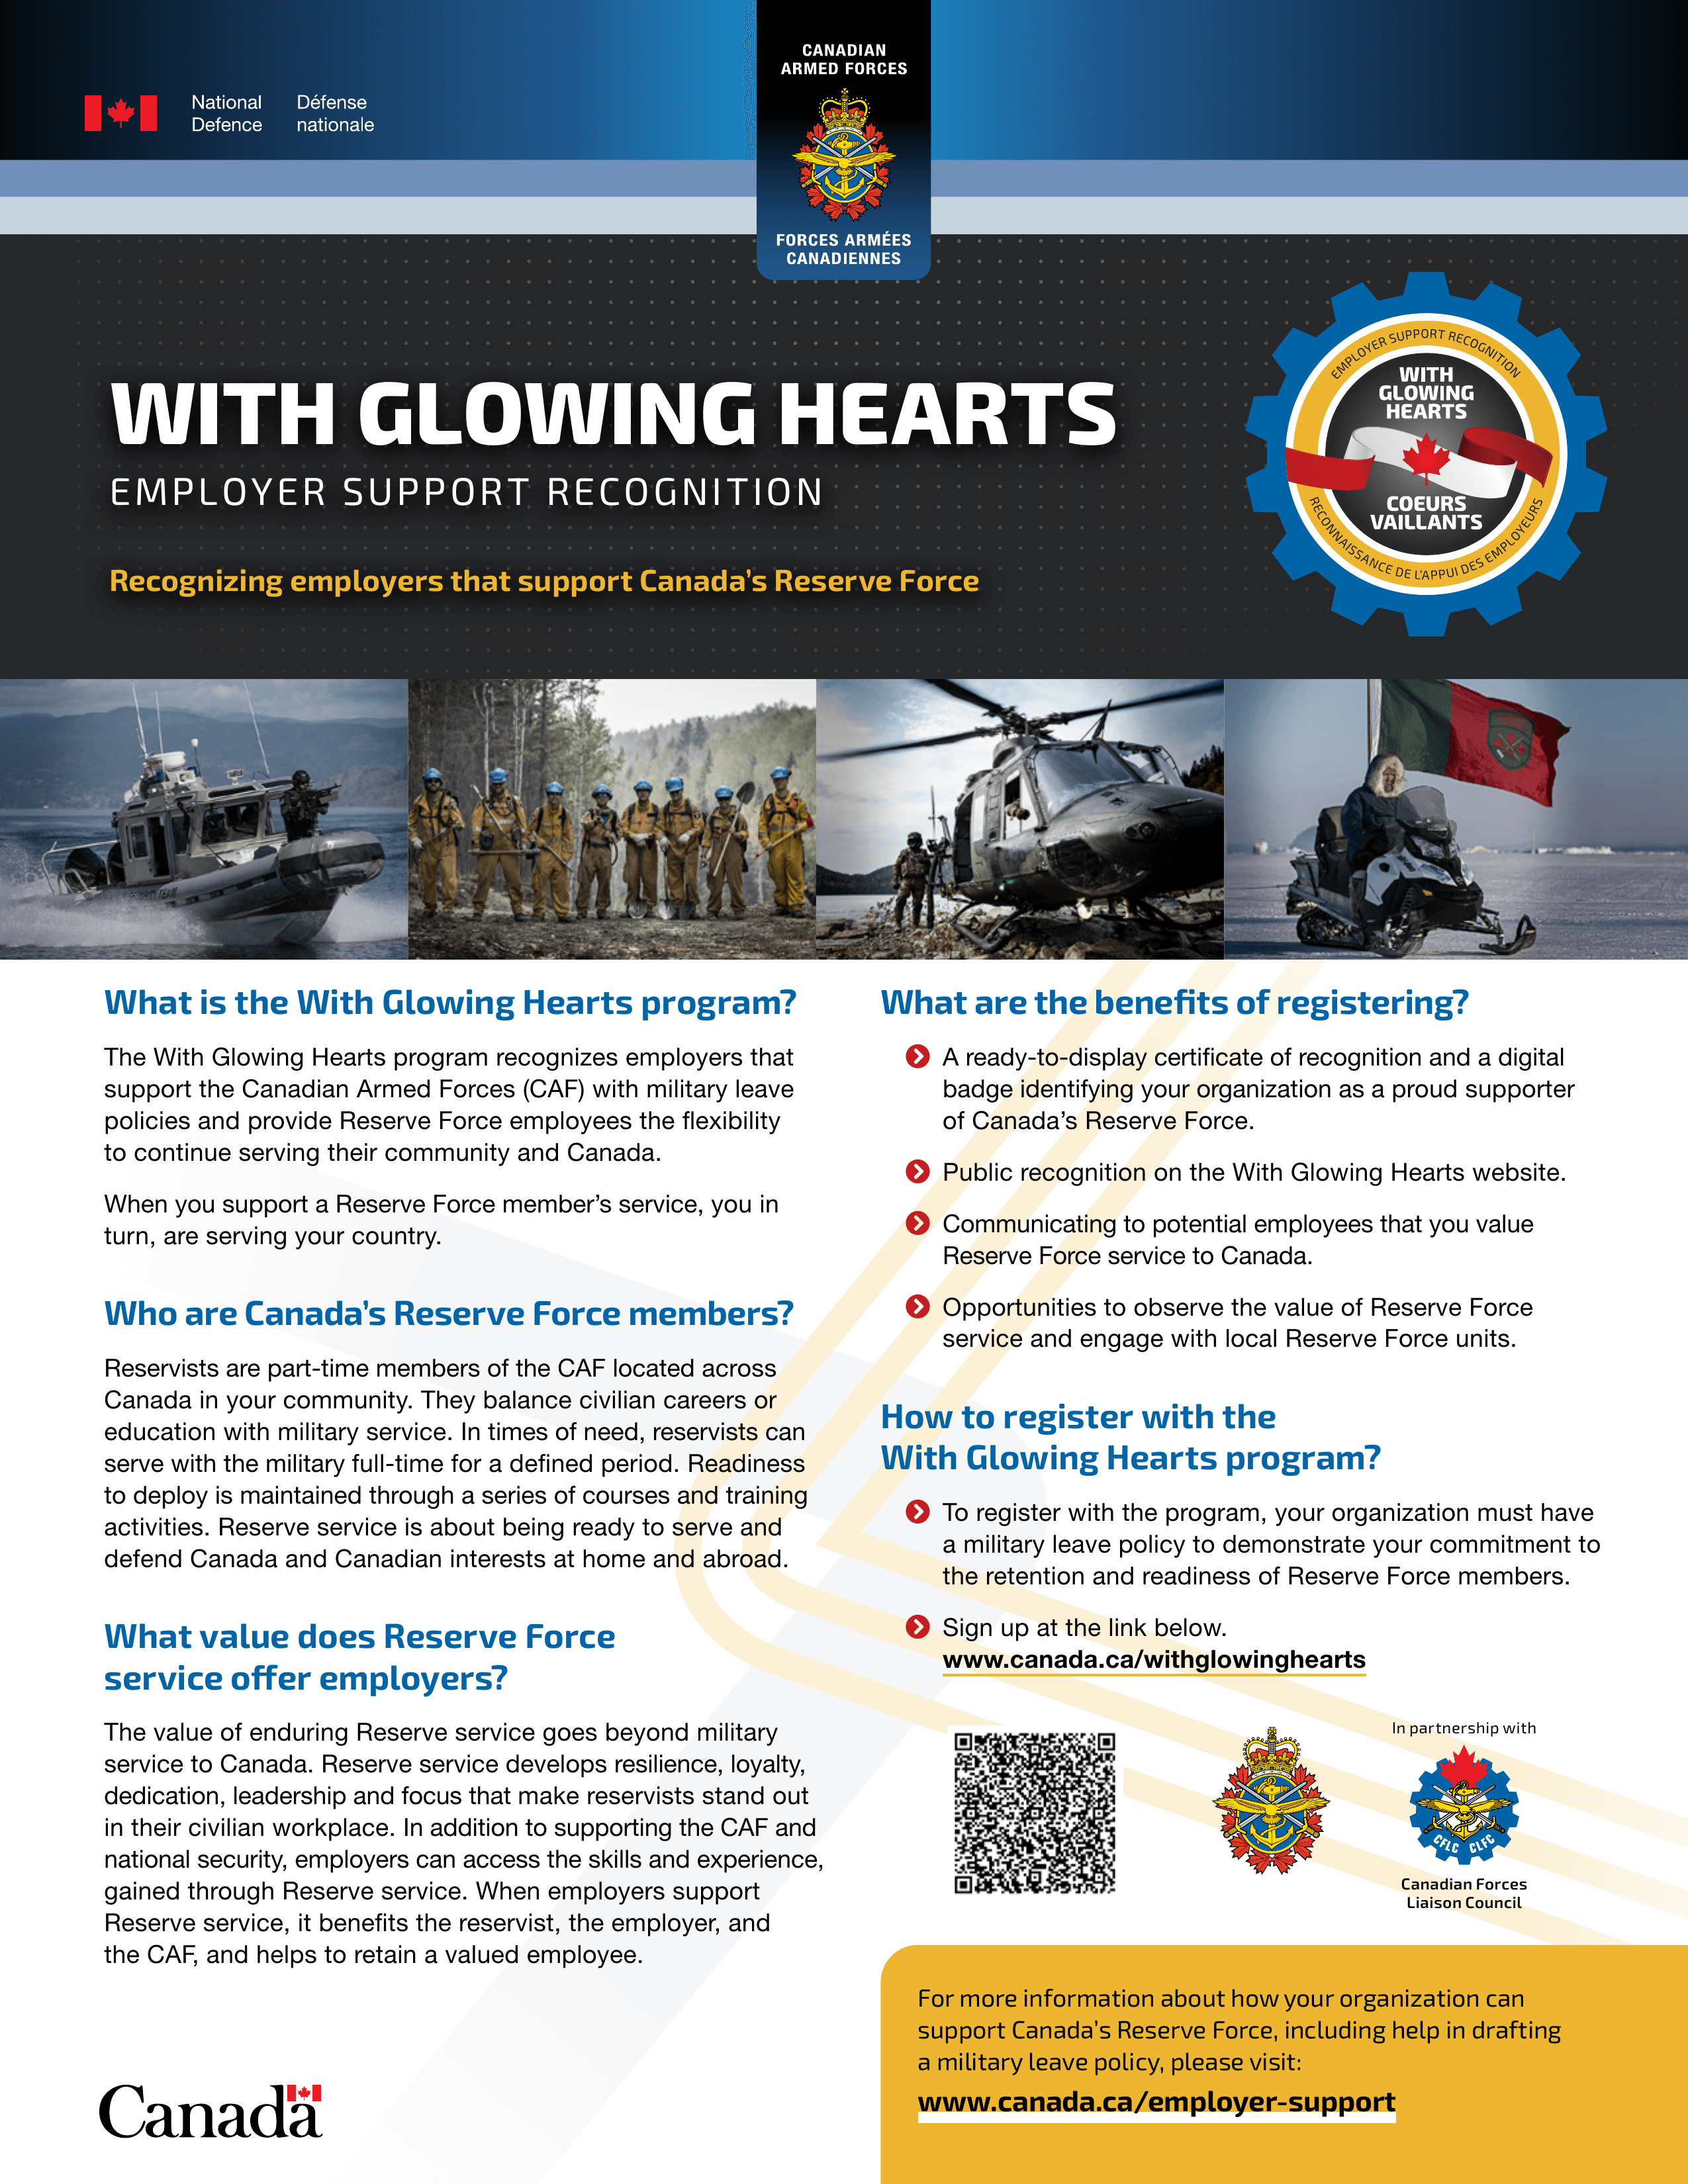 National
Defence
Défense
nationale
CANADIAN
ARMED FORCES
FORCES ARMÉES
CANADIENNES
WITH GLOWING HEARTS
EMPLOYER SUPPORT RECOGNITION
Recognizing employers that support Canada's Reserve Force
EMPLOYER SUPPORT RECOGNITION
WITH
GLOWING
HEARTS
COEURS
VAILLANTS
RECONNAISSANCE DE L'APPUI DES EMPLOYEURS
What is the With Glowing Hearts program?
The With Glowing Hearts program recognizes employers that
support the Canadian Armed Forces (CAF) with military leave
policies and provide Reserve Force employees the flexibility
to continue serving their community and Canada.
When you support a Reserve Force member's service, you in
turn, are serving your country.
Who are Canada's Reserve Force members?
Reservists are part-time members of the CAF located across
Canada in your community. They balance civilian careers or
education with military service. In times of need, reservists can
serve with the military full-time for a defined period. Readiness
to deploy is maintained through a series of courses and training
activities. Reserve service is about being ready to serve and
defend Canada and Canadian interests at home and abroad.
What value does Reserve Force
service offer employers?
The value of enduring Reserve service goes beyond military
service to Canada. Reserve service develops resilience, loyalty,
dedication, leadership and focus that make reservists stand out
in their civilian workplace. In addition to supporting the CAF and
national security, employers can access the skills and experience,
gained through Reserve service. When employers support
Reserve service, it benefits the reservist, the employer, and
the CAF, and helps to retain a valued employee.
Canada
What are the benefits of registering?
A ready-to-display certificate of recognition and a digital
badge identifying your organization as a proud supporter
of Canada's Reserve Force.
Public recognition on the With Glowing Hearts website.
Communicating to potential employees that you value
Reserve Force service to Canada.
Opportunities to observe the value of Reserve Force
service and engage with local Reserve Force units.
How to register with the
With Glowing Hearts program?
To register with the program, your organization must have
a military leave policy to demonstrate your commitment to
the retention and readiness of Reserve Force members.
Sign up at the link below.
www.canada.ca/withglowinghearts
In partnership with
CFLC CLFC
Canadian Forces
Liaison Council
For more information about how your organization can
support Canada's Reserve Force, including help in drafting
a military leave policy, please visit:
www.canada.ca/employer-support